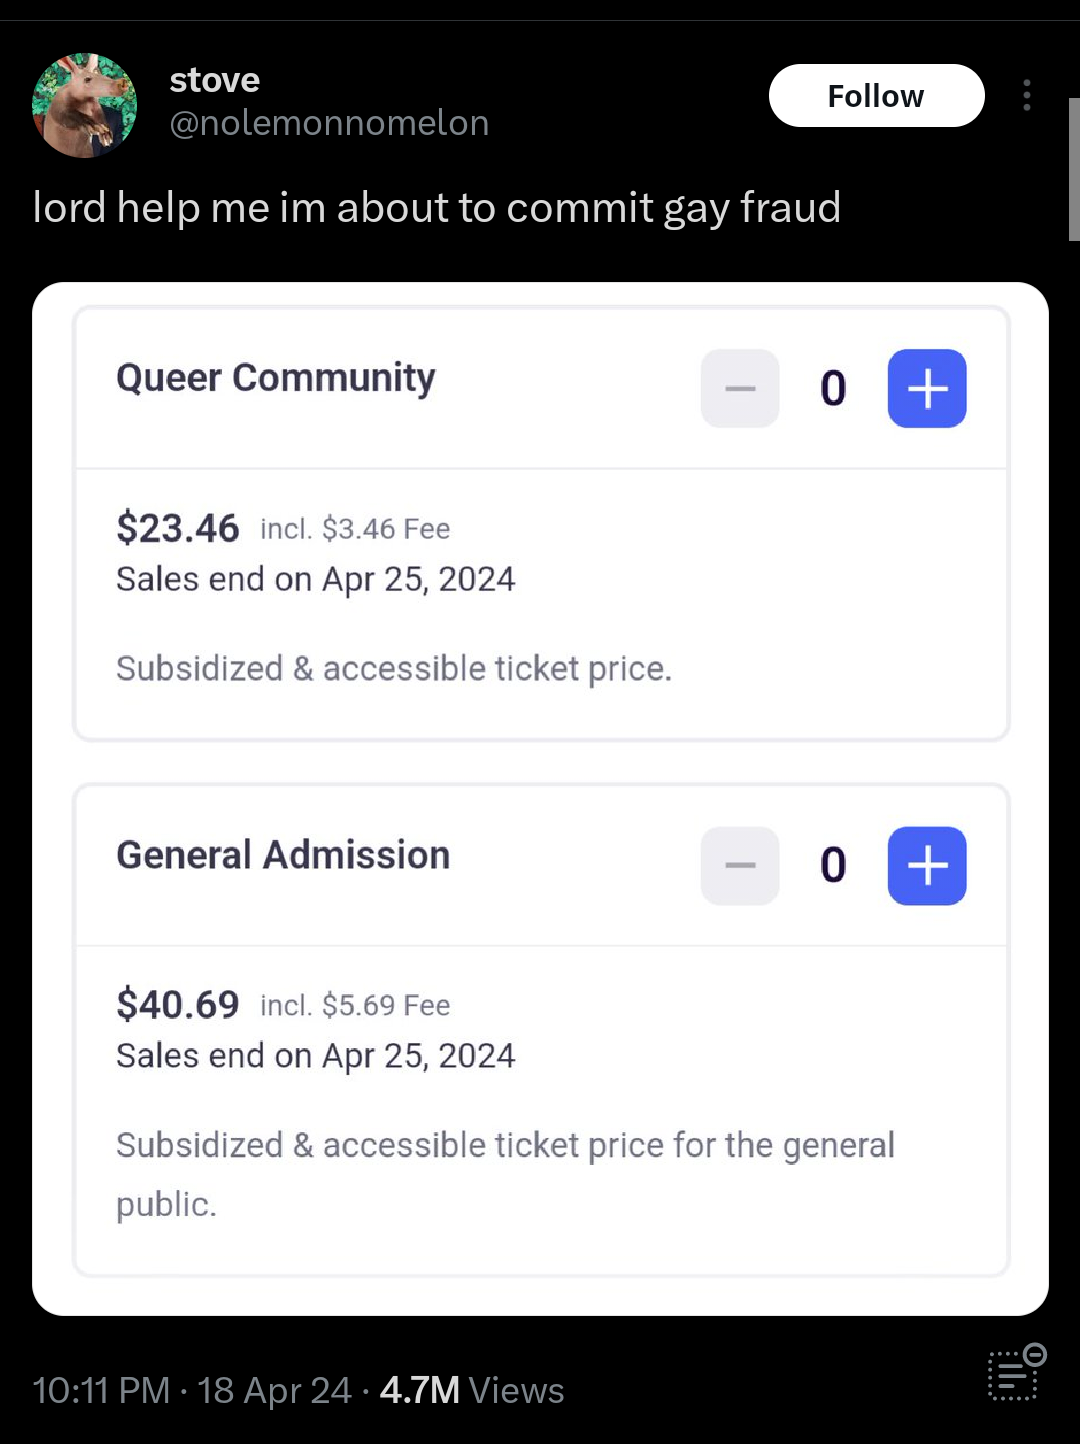 stove
@nolemonnomelon
Follow
lord help me im about to commit gay fraud
Queer Community
0
$23.46 incl. $3.46 Fee
Sales end on Apr 25, 2024
Subsidized & accessible ticket price.
General Admission
0
$40.69 incl. $5.69 Fee
Sales end on Apr 25, 2024
Subsidized & accessible ticket price for the general
public.
10:11 PM · 18 Apr 24 · 4.7M Views